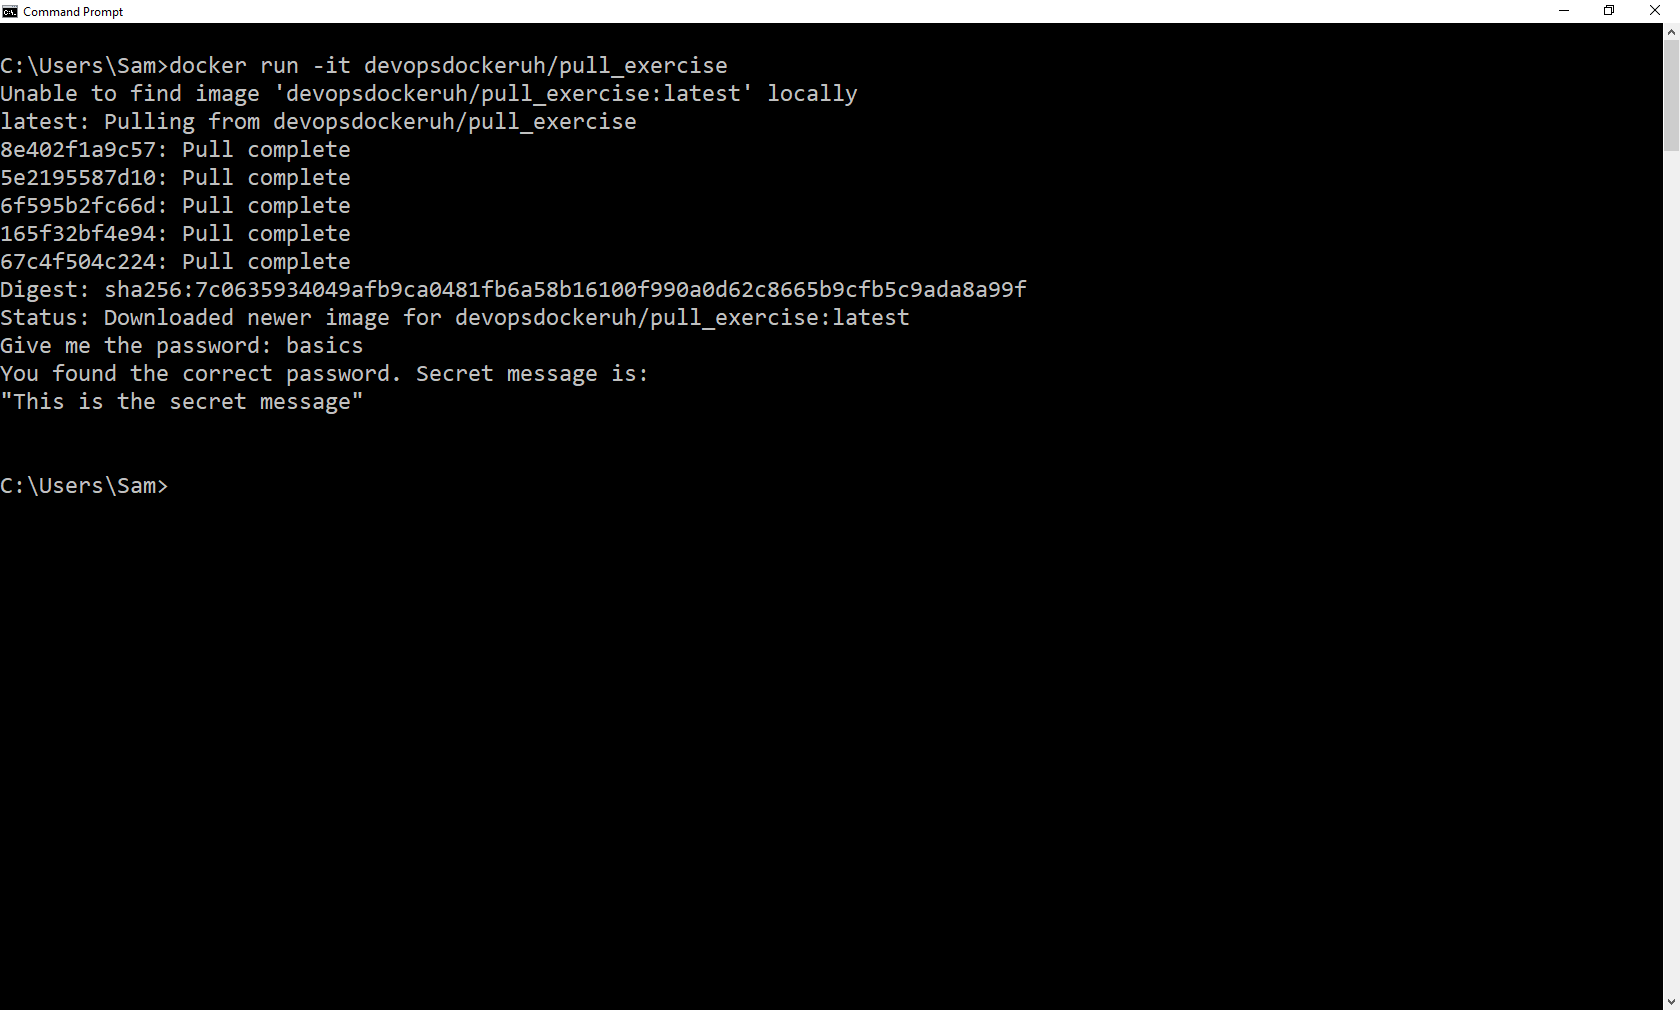 Command Prompt
C:\Users\Sam>docker run -it devopsdockeruh/pull_exercise
Unable to find image 'devopsdockeruh/pull_exercise:latest' locally
latest: Pulling from devopsdockeruh/pull_exercise
8e402f1a9c57: Pull complete
5e2195587d10: Pull complete
6f595b2fc66d: Pull complete
165f32bf4e94: Pull complete
67c4f504c224: Pull complete
Digest: sha256:7c0635934049afb9ca0481fb6a58b16100f990a0d62c8665b9cfb5c9ada8a99f
Status: Downloaded newer image for devopsdockeruh/pull_exercise:latest
Give me the password: basics
You found the correct password. Secret message is:
"This is the secret message"
C:\Users\Sam>